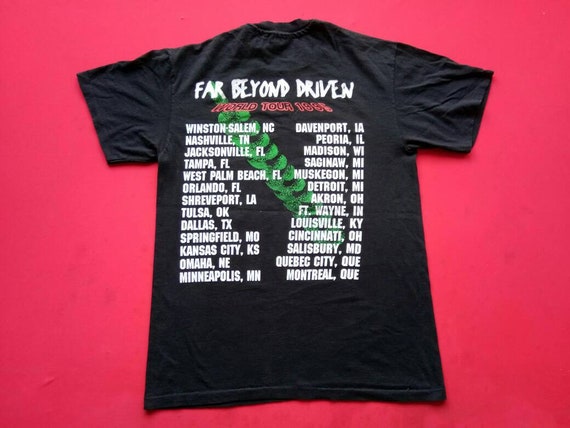 FAR BEYOND DRIVEN
WORLD TOUR 1995
WINSTON-SALEM, NC
NASHVILLE, TN
JACKSONVILLE, FL
TAMPA, FL
WEST PALM BEACH, FL
ORLANDO, FL
SHREVEPORT, LA
TULSA, OK
DALLAS, TX
SPRINGFIELD, MO
KANSAS CITY, KS
OMAHA, NE
MINNEAPOLIS, MN
DAVENPORT, IA
PEORIA, IL
MADISON, WI
SAGINAW, MI
MUSKEGON, MI
DETROIT, MI
AKRON, OH
FT. WAYNE, IN
LOUISVILLE, KY
CINCINNATI, OH
SALISBURY, MD
QUEBEC CITY, QUE
MONTREAL, QUE